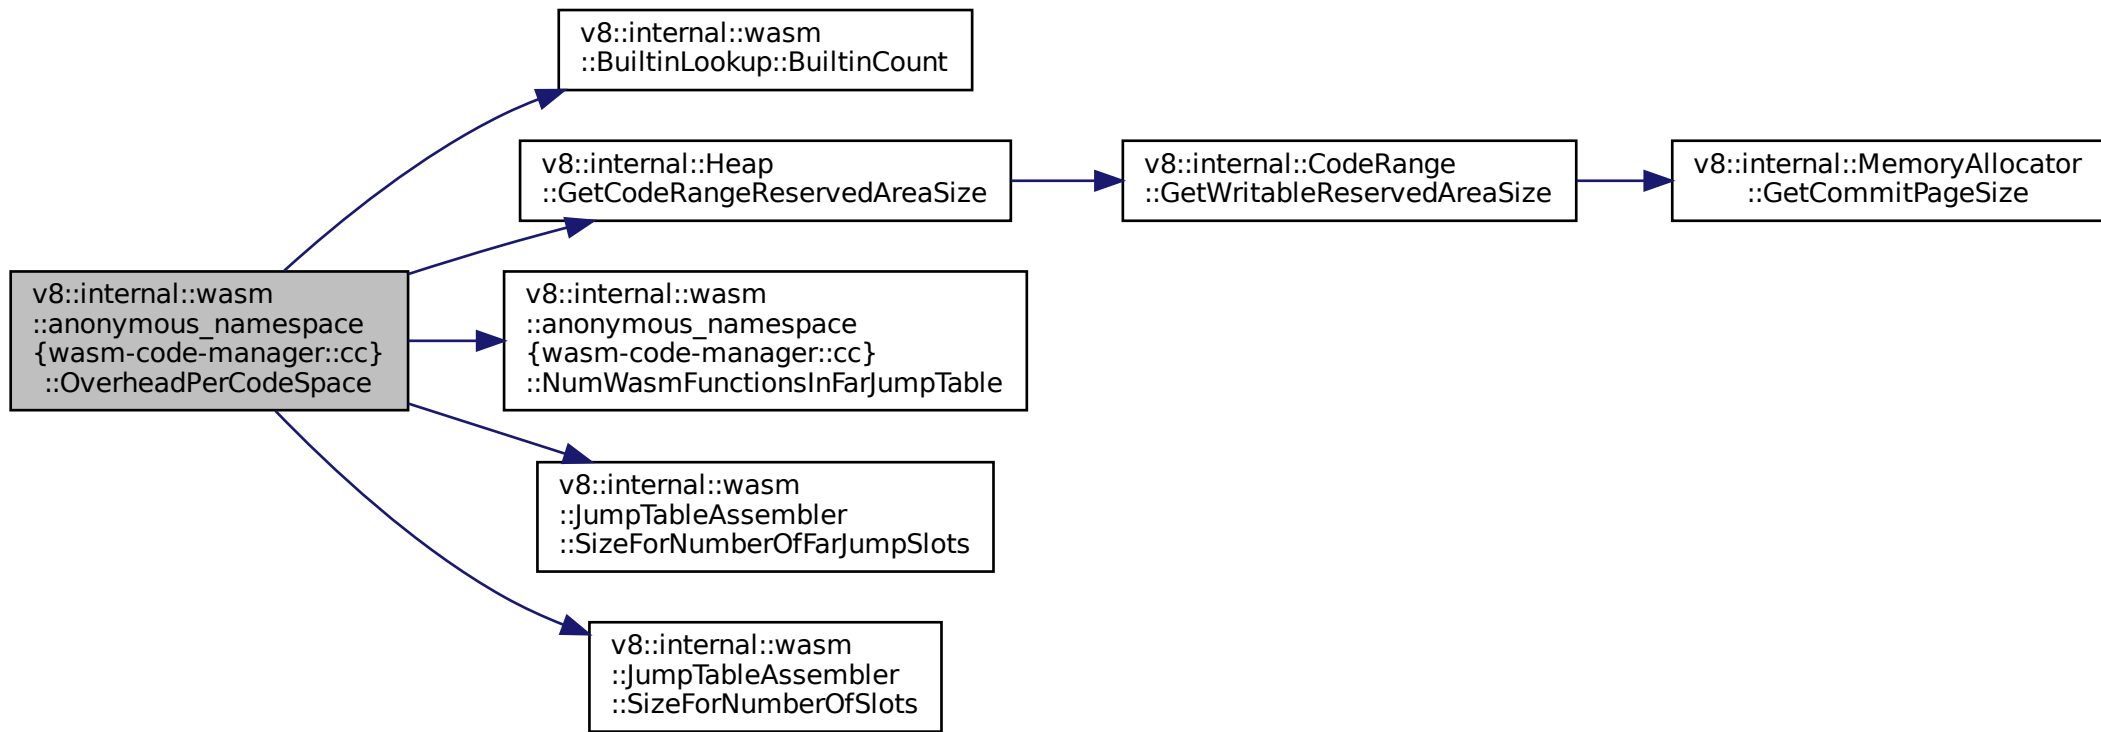 v8::internal::wasm
::BuiltinLookup::BuiltinCount
v8::internal::Heap
::GetCodeRangeReservedAreaSize
v8::internal::CodeRange
::GetWritableReservedAreaSize
v8::internal::MemoryAllocator
::GetCommitPageSize
v8::internal::wasm
::anonymous_namespace
{wasm-code-manager::cc}
::OverheadPerCodeSpace
v8::internal::wasm
::anonymous_namespace
{wasm-code-manager::cc}
::NumWasmFunctionsInFarJumpTable
v8::internal::wasm
::JumpTableAssembler
::SizeForNumberOfFarJumpSlots
v8::internal::wasm
::JumpTableAssembler
::SizeForNumberOfSlots